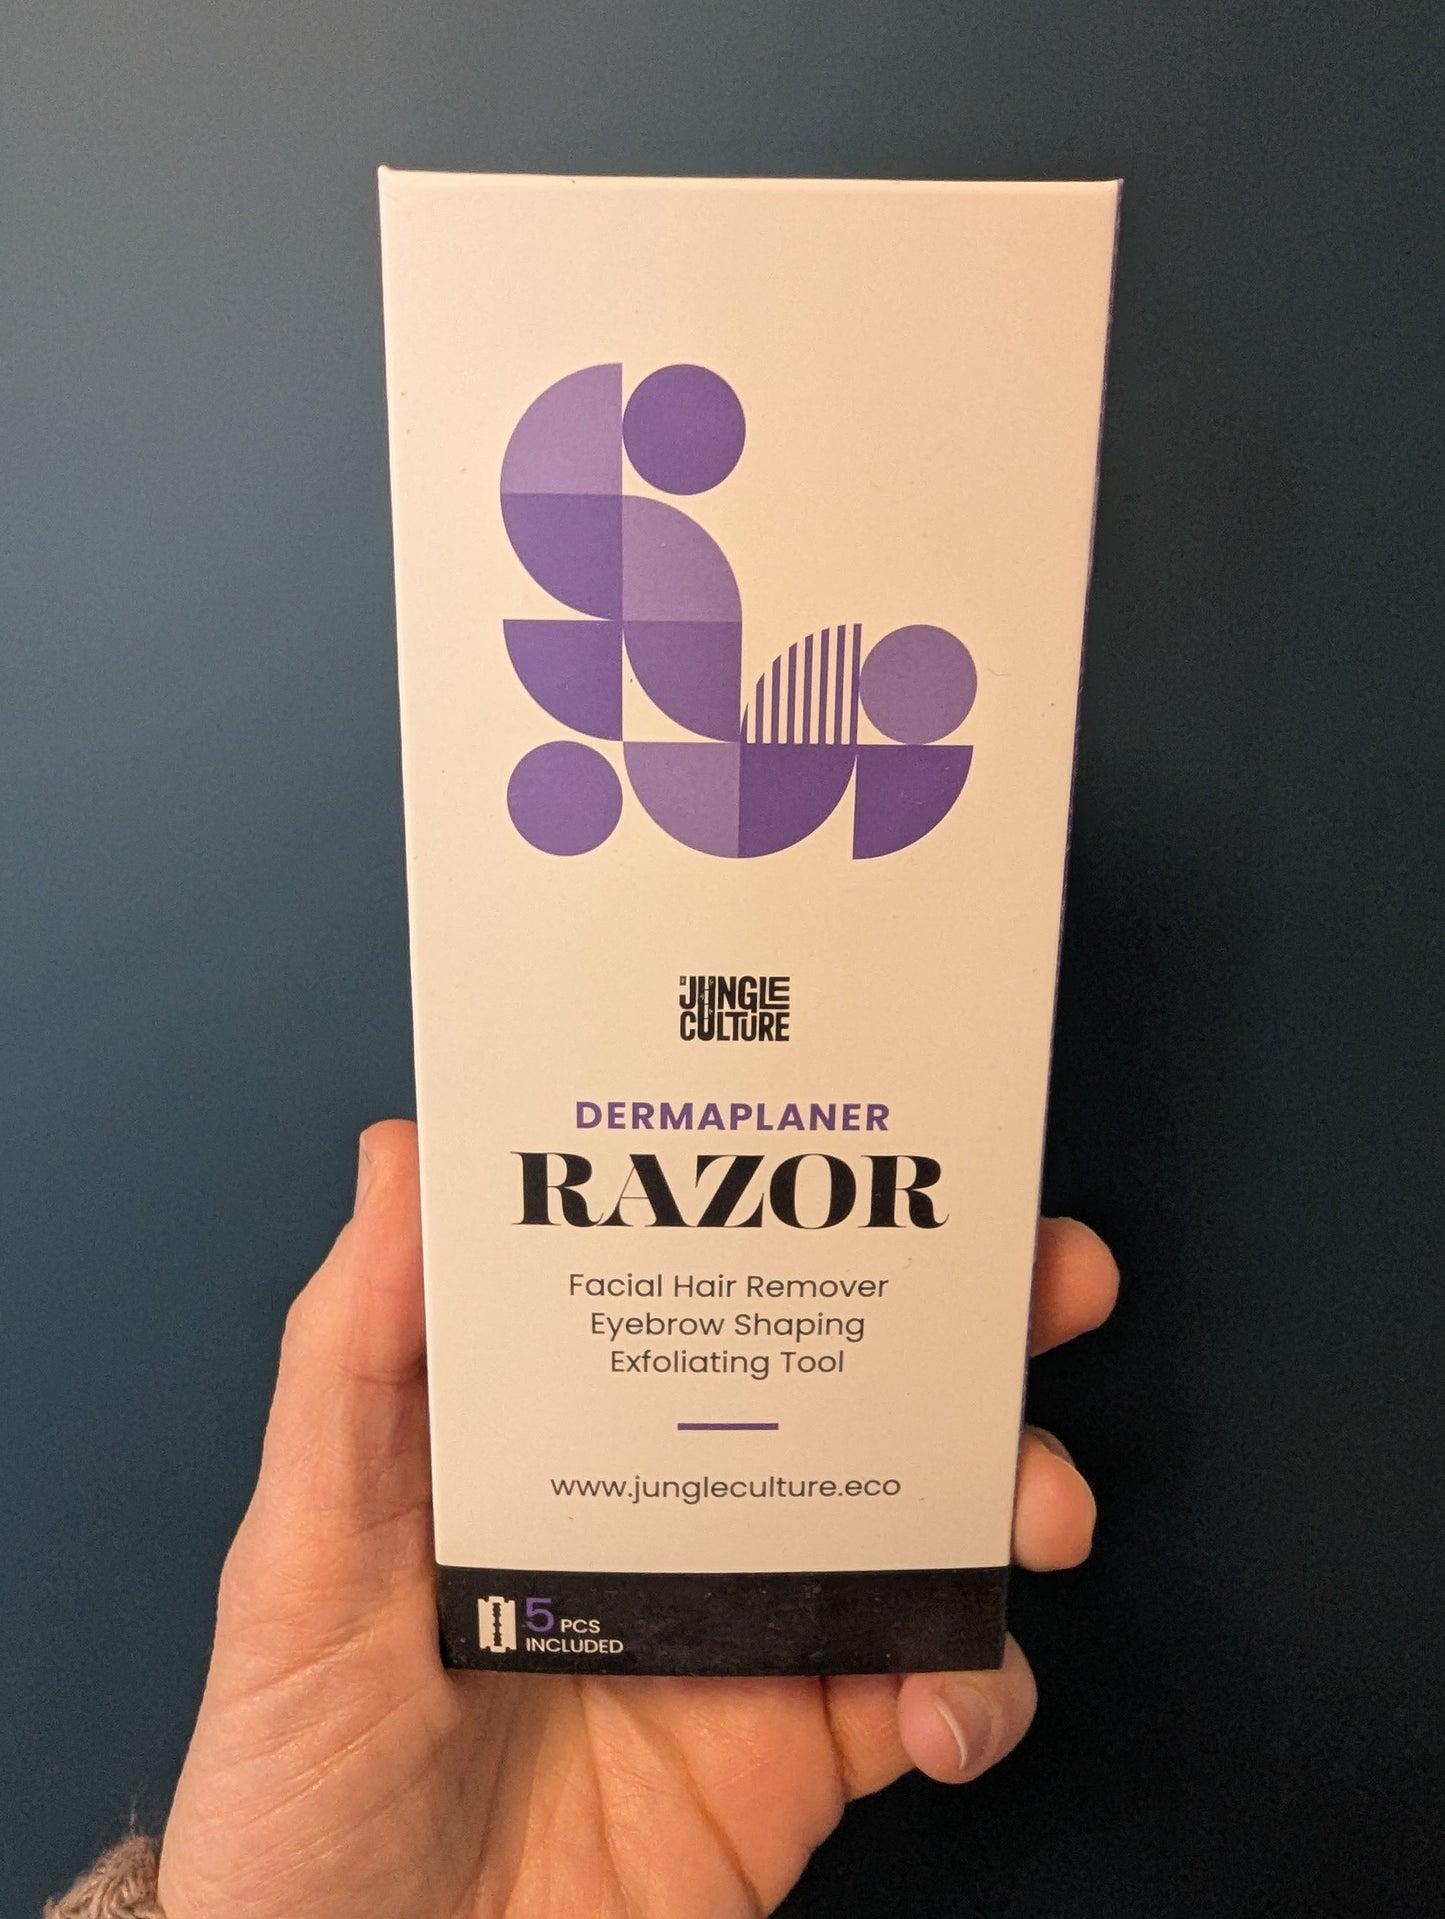 JUNGLE
CULTURE
DERMAPLANER
RAZOR
Facial Hair Remover
Eyebrow Shaping
Exfoliating Tool
www.jungleculture.eco
5 PCS
INCLUDED